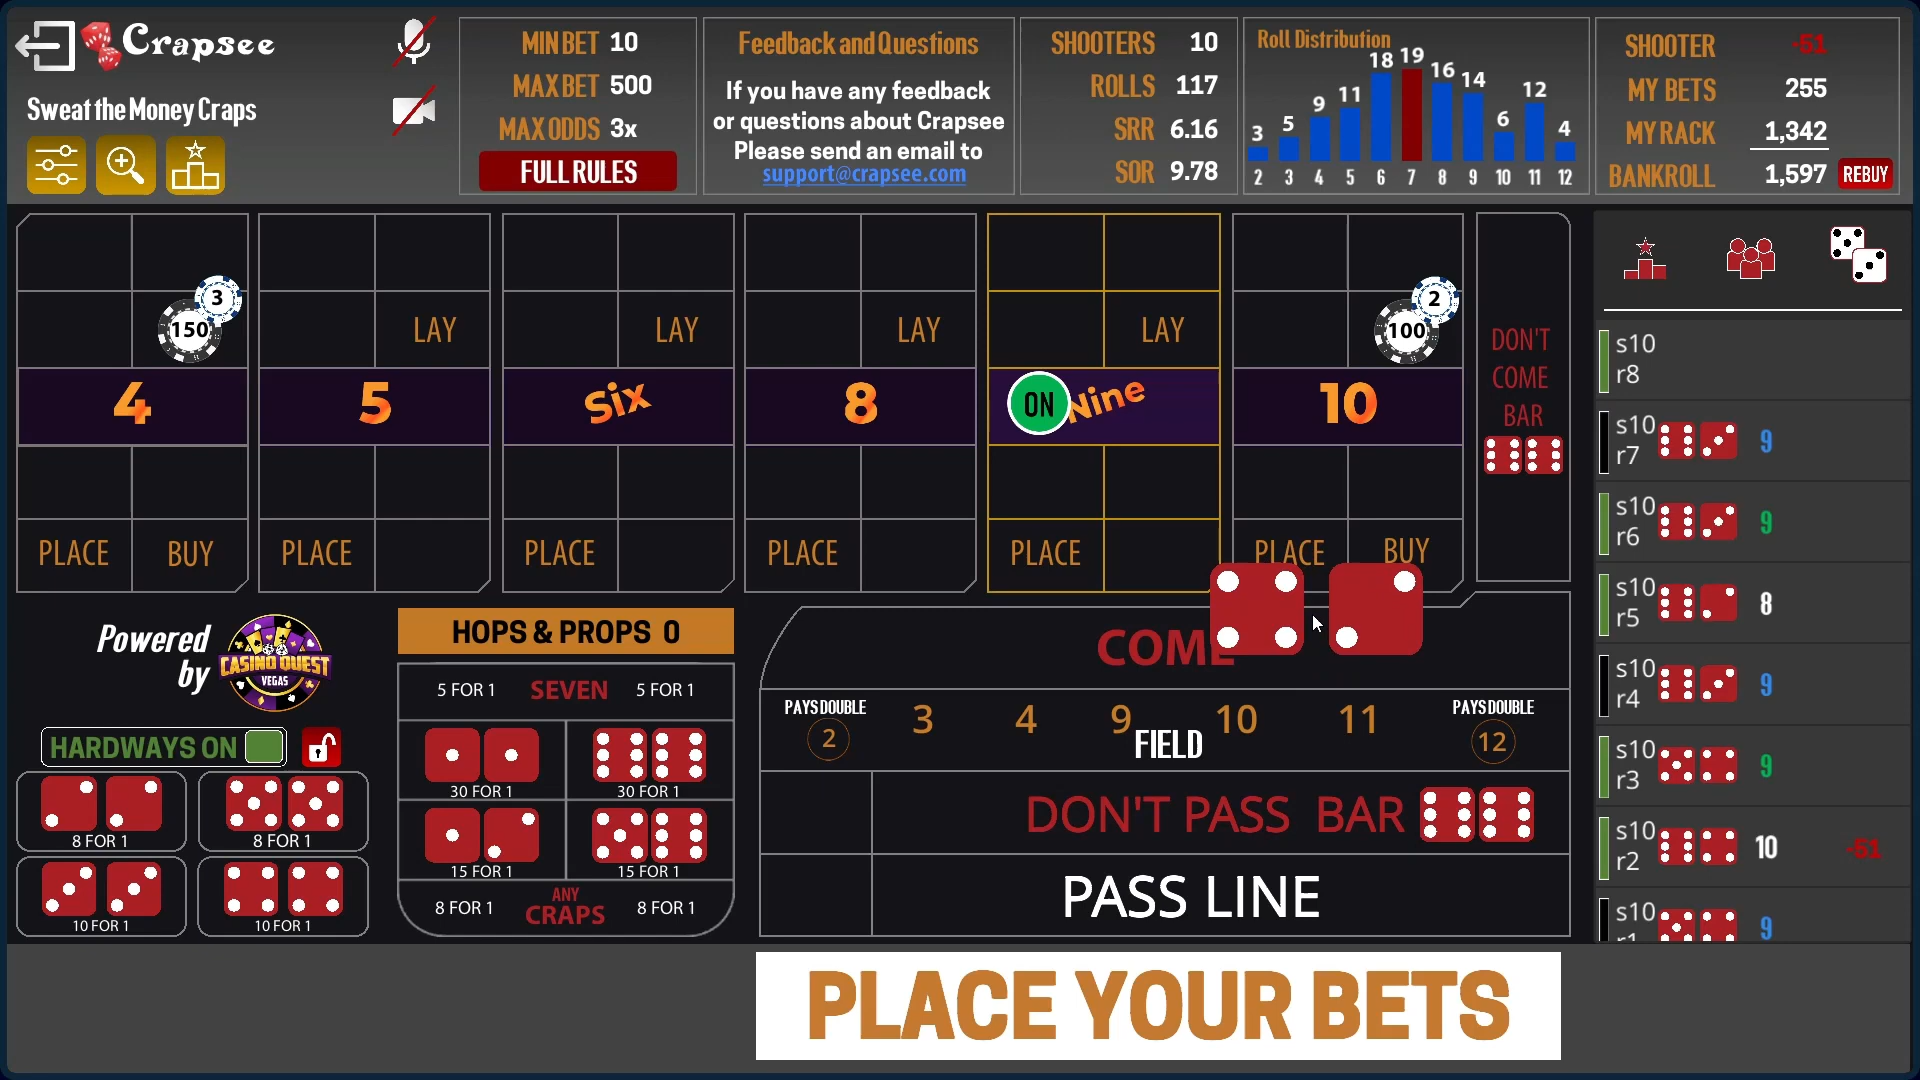 Crapsee
Sweat the Money Craps
MIN BET 10
MAX BET 500
MAX ODDS 3x
FULL RULES
Feedback and Questions
If you have any feedback
or questions about Crapsee
Please send an email to
support@crapsee.com
SHOOTERS 10
ROLLS 117
SRR 6.16
SOR 9.78
Roll Distribution
3 5 9 11 18 19 16 14 6 12 4
2 3 4 5 6 7 8 9 10 11 12
SHOOTER -51
MY BETS 255
MY RACK 1,342
BANKROLL 1,597 REBUY
3
150
LAY LAY LAY LAY
2
100
4 5 Six 8 ON Nine 10
PLACE BUY PLACE PLACE PLACE PLACE PLACE BUY
DON'T
COME
BAR
s10
r8
s10
r7 9
s10
r6 9
s10
r5 8
s10
r4 9
s10
r3 9
s10
r2 10 -51
s10
r1 9
Powered
by
CASINO QUEST
VEGAS
HARDWAYS ON
8 FOR 1 8 FOR 1
10 FOR 1 10 FOR 1
HOPS & PROPS 0
5 FOR 1 SEVEN 5 FOR 1
30 FOR 1 30 FOR 1
15 FOR 1 15 FOR 1
8 FOR 1 ANY CRAPS 8 FOR 1
COME
PAYS DOUBLE 2 3 4 9 10 11 PAYS DOUBLE 12
FIELD
DON'T PASS BAR
PASS LINE
PLACE YOUR BETS